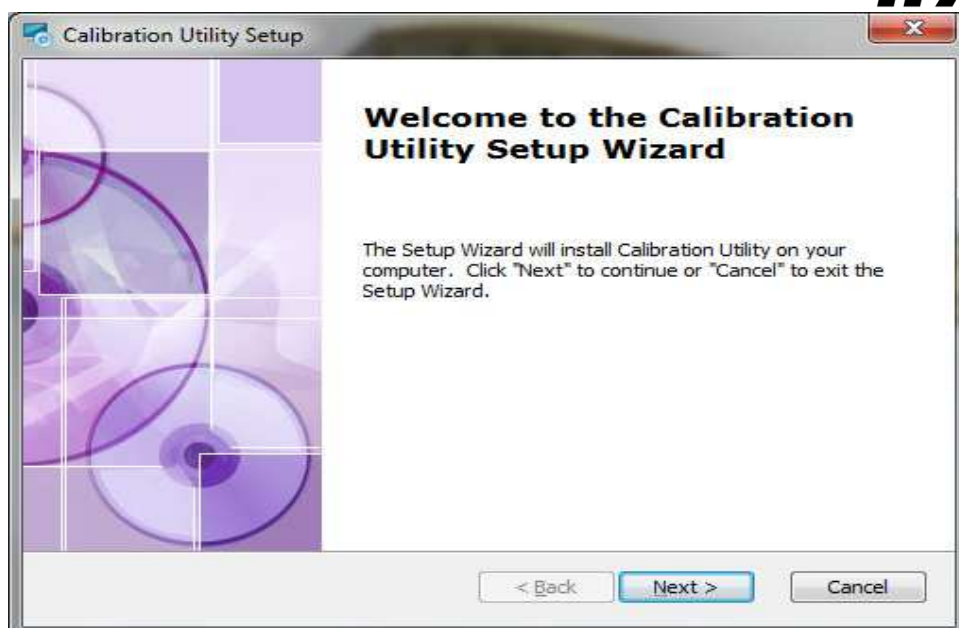 Calibration Utility Setup
Welcome to the Calibration
Utility Setup Wizard
The Setup Wizard will install Calibration Utility on your
computer. Click "Next" to continue or "Cancel" to exit the
Setup Wizard.
< Back Next > Cancel